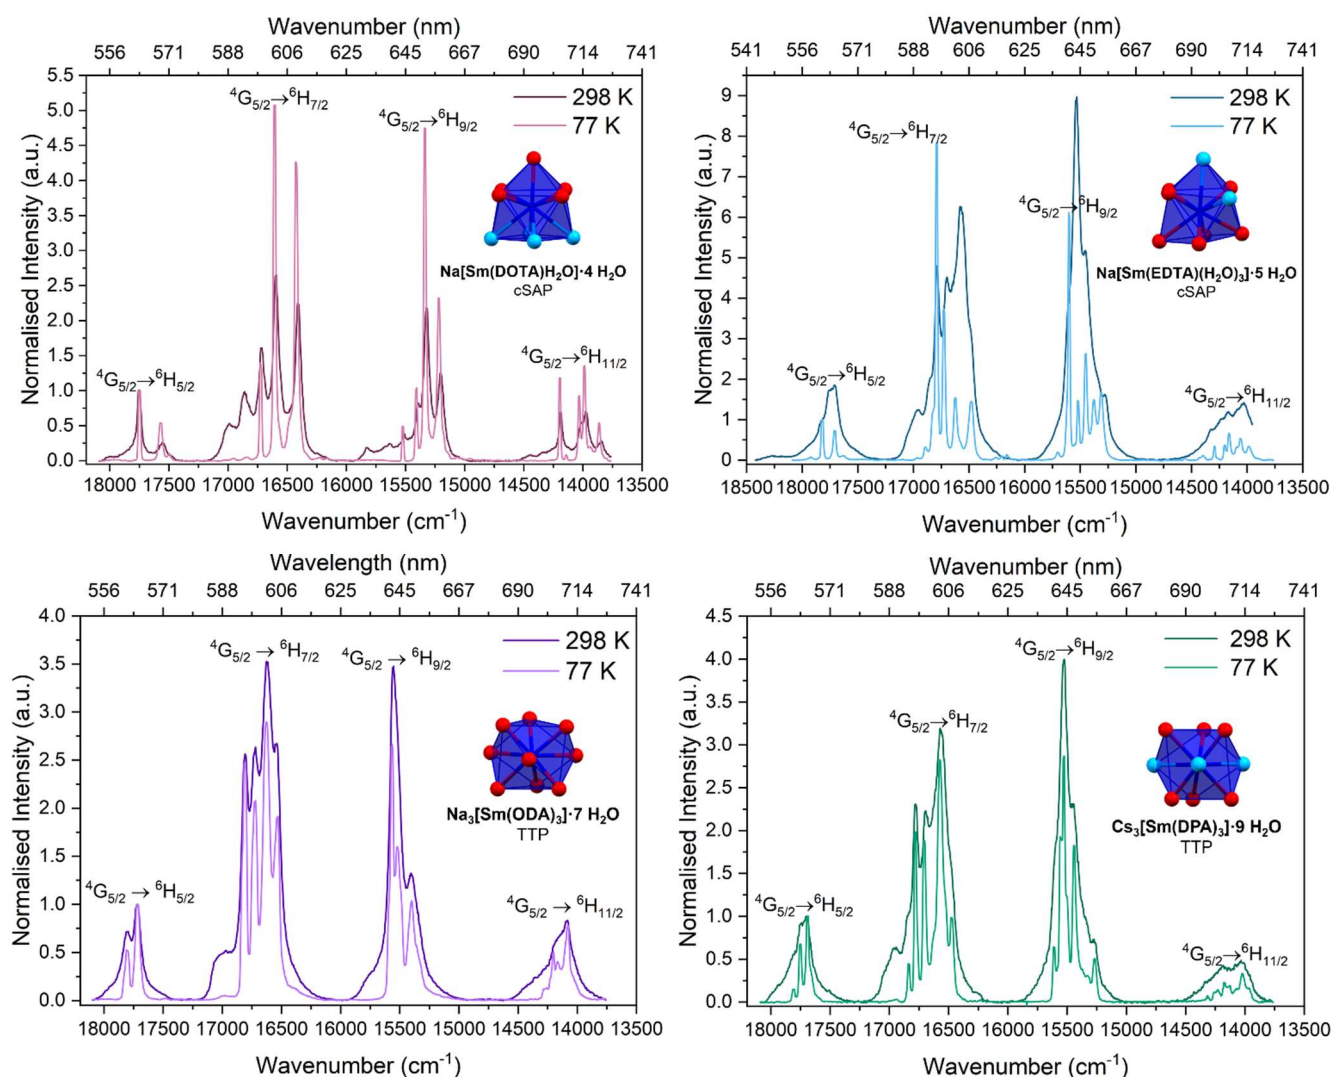 Wavenumber (nm)
556 571 588 606 625 645 667 690 714 741
5.5
5.0
4.5
4.0
3.5
3.0
2.5
2.0
1.5
1.0
0.5
0.0
Normalised Intensity (a.u.)
⁴G₅/₂→⁶H₇/₂
298 K
77 K
⁴G₅/₂→⁶H₉/₂
Na[Sm(DOTA)H₂O]·4 H₂O
cSAP
⁴G₅/₂→⁶H₁₁/₂
⁴G₅/₂→⁶H₅/₂
18000 17500 17000 16500 16000 15500 15000 14500 14000 13500
Wavenumber (cm⁻¹)
Wavenumber (nm)
541 556 571 588 606 625 645 667 690 714 741
9
8
7
6
5
4
3
2
1
0
Normalised Intensity (a.u.)
298 K
77 K
⁴G₅/₂→⁶H₇/₂
⁴G₅/₂→⁶H₉/₂
Na[Sm(EDTA)(H₂O)₃]·5 H₂O
cSAP
⁴G₅/₂→⁶H₅/₂
⁴G₅/₂→⁶H₁₁/₂
18500 18000 17500 17000 16500 16000 15500 15000 14500 14000 13500
Wavenumber (cm⁻¹)
Wavelength (nm)
556 571 588 606 625 645 667 690 714 741
4.0
3.5
3.0
2.5
2.0
1.5
1.0
0.5
0.0
Normalised Intensity (a.u.)
⁴G₅/₂→⁶H₇/₂
⁴G₅/₂→⁶H₉/₂
298 K
77 K
Na₃[Sm(ODA)₃]·7 H₂O
TTP
⁴G₅/₂→⁶H₅/₂
⁴G₅/₂→⁶H₁₁/₂
18000 17500 17000 16500 16000 15500 15000 14500 14000 13500
Wavenumber (cm⁻¹)
Wavenumber (nm)
556 571 588 606 625 645 667 690 714 741
4.5
4.0
3.5
3.0
2.5
2.0
1.5
1.0
0.5
0.0
Normalised Intensity (a.u.)
⁴G₅/₂→⁶H₉/₂
298 K
77 K
⁴G₅/₂→⁶H₇/₂
Cs₃[Sm(DPA)₃]·9 H₂O
TTP
⁴G₅/₂→⁶H₅/₂
⁴G₅/₂→⁶H₁₁/₂
18000 17500 17000 16500 16000 15500 15000 14500 14000 13500
Wavenumber (cm⁻¹)